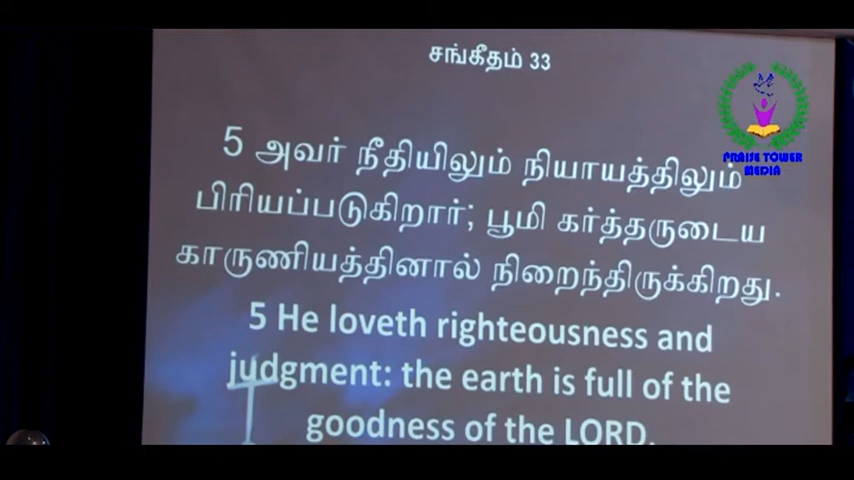 சங்கீதம் 33
5 அவர் நீதியிலும் நியாயத்திலும்
பிரியப்படுகிறார்; பூமி கர்த்தருடைய
காருணியத்தினால் நிறைந்திருக்கிறது.
5 He loveth righteousness and
judgment: the earth is full of the
goodness of the LORD.
PRAISE TOWER
MEDIA